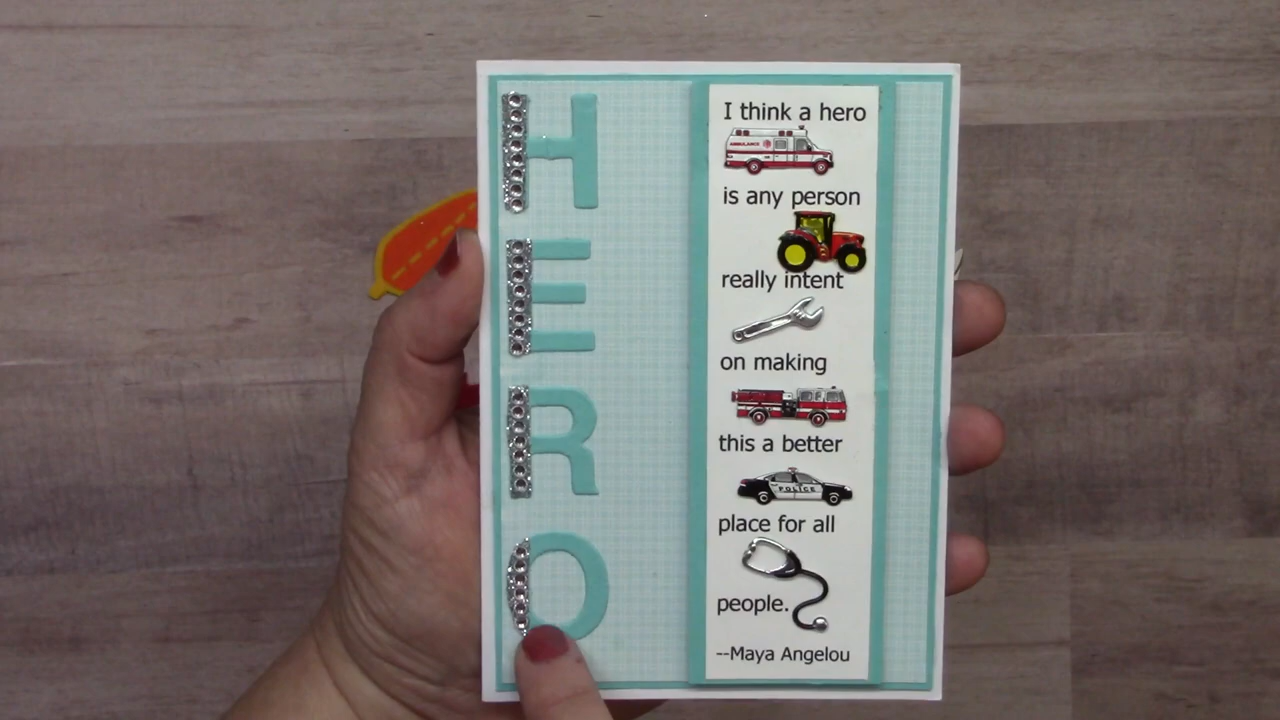 HERO
I think a hero
AMBULANCE
is any person
really intent
on making
this a better
POLICE
place for all
people.
--Maya Angelou